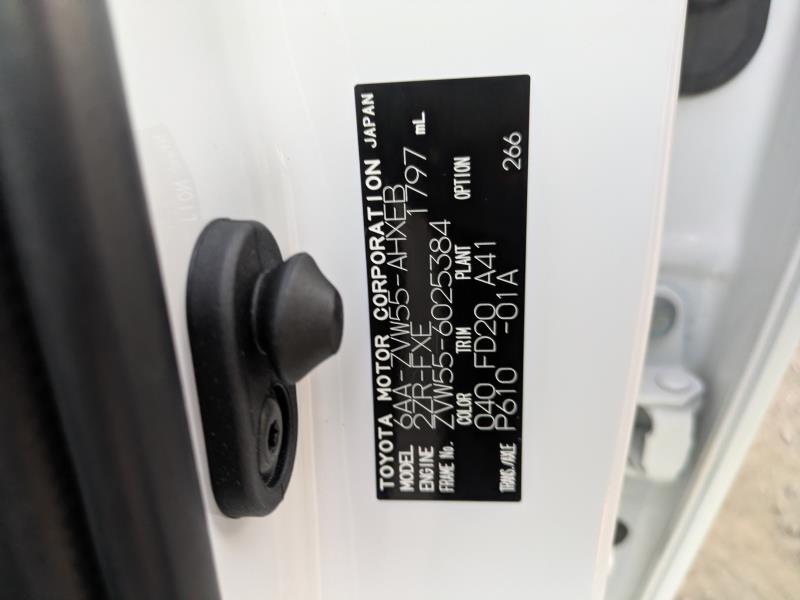 TOYOTA MOTOR CORPORATION JAPAN
MODEL 6AA-ZVW55-AHXEB
ENGINE 2ZR-FXE 1797 mL
FRAME No. ZVW55-6025384
COLOR TRIM PLANT OPTION
040 FD20 A41
TRANS./AXLE P610 -01A 266